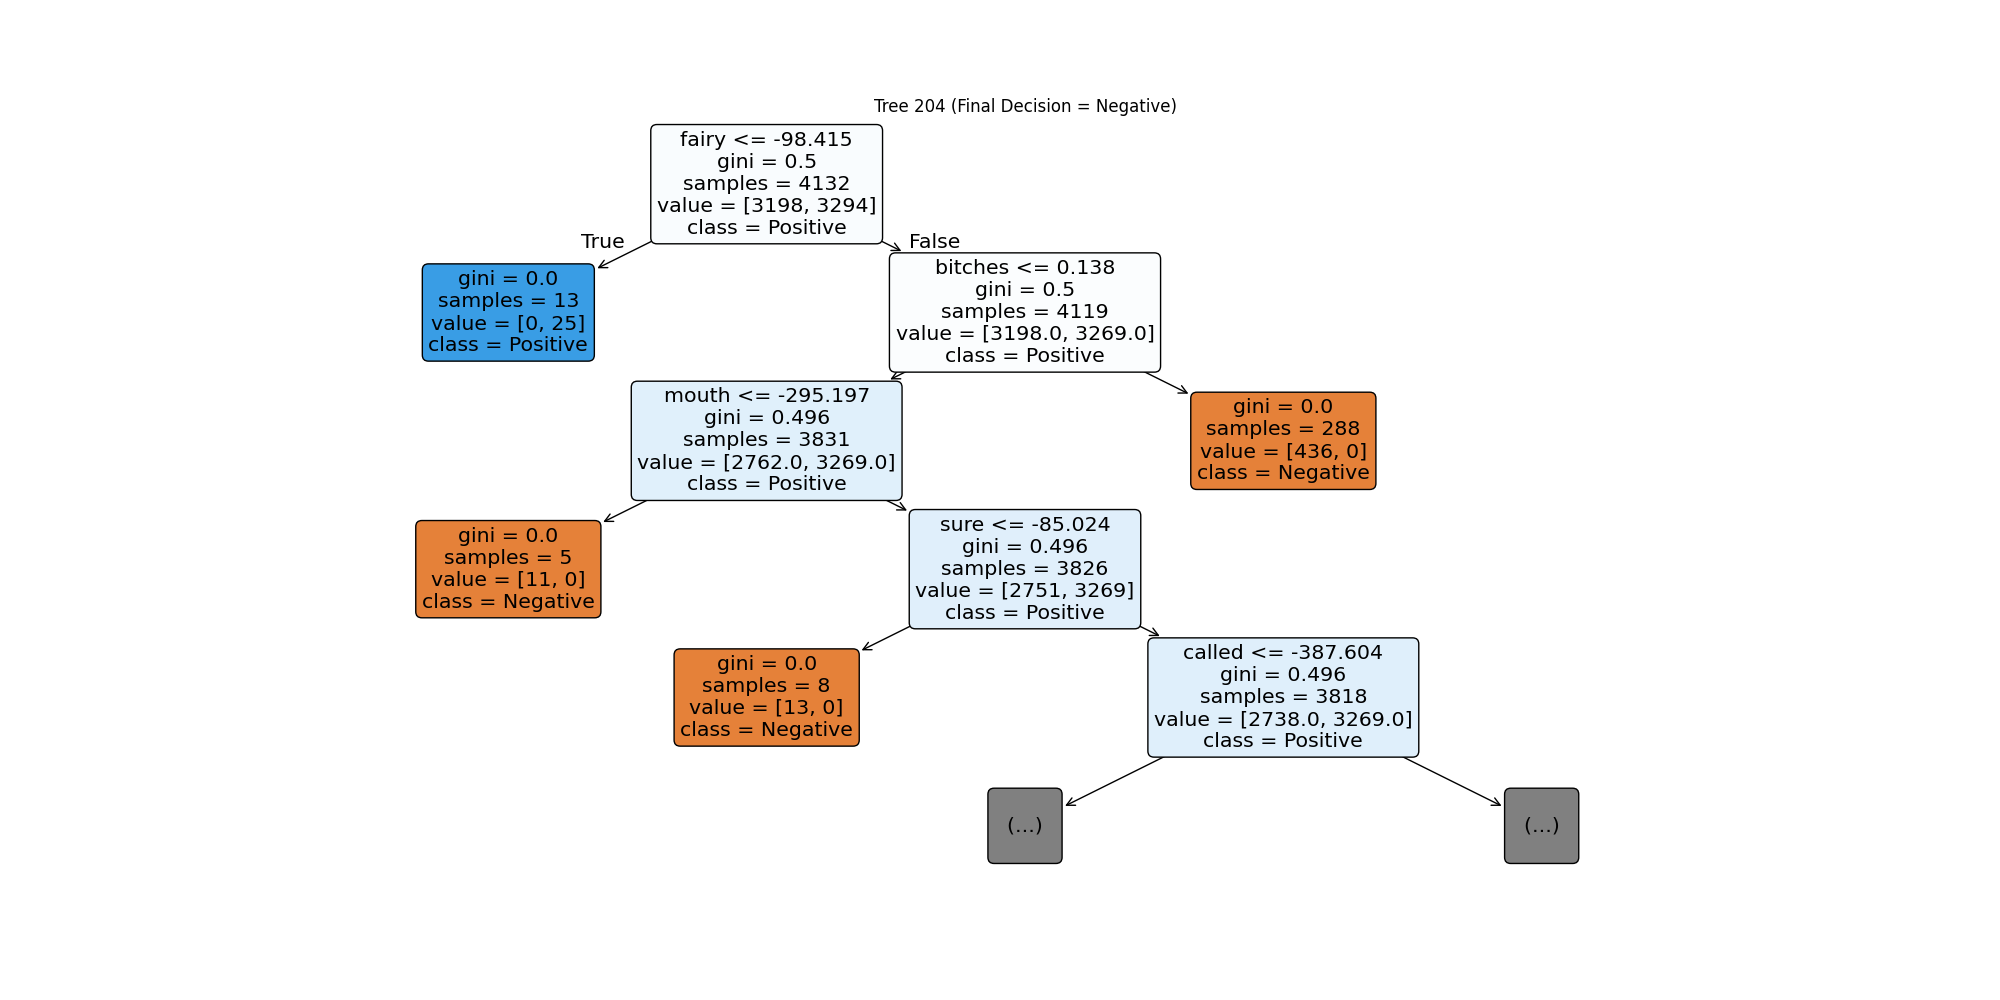 Tree 204 (Final Decision = Negative)
fairy <= -98.415
gini = 0.5
samples = 4132
value = [3198, 3294]
class = Positive
True
False
gini = 0.0
samples = 13
value = [0, 25]
class = Positive
bitches <= 0.138
gini = 0.5
samples = 4119
value = [3198.0, 3269.0]
class = Positive
mouth <= -295.197
gini = 0.496
samples = 3831
value = [2762.0, 3269.0]
class = Positive
gini = 0.0
samples = 288
value = [436, 0]
class = Negative
gini = 0.0
samples = 5
value = [11, 0]
class = Negative
sure <= -85.024
gini = 0.496
samples = 3826
value = [2751, 3269]
class = Positive
gini = 0.0
samples = 8
value = [13, 0]
class = Negative
called <= -387.604
gini = 0.496
samples = 3818
value = [2738.0, 3269.0]
class = Positive
(...)
(...)